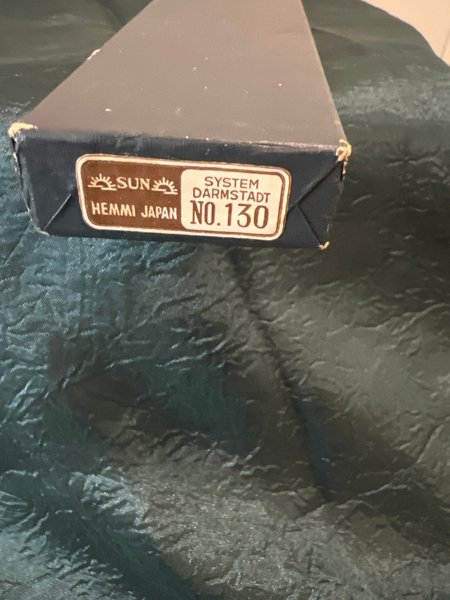 SUN
HEMMI JAPAN
SYSTEM
DARMSTADT
NO.130